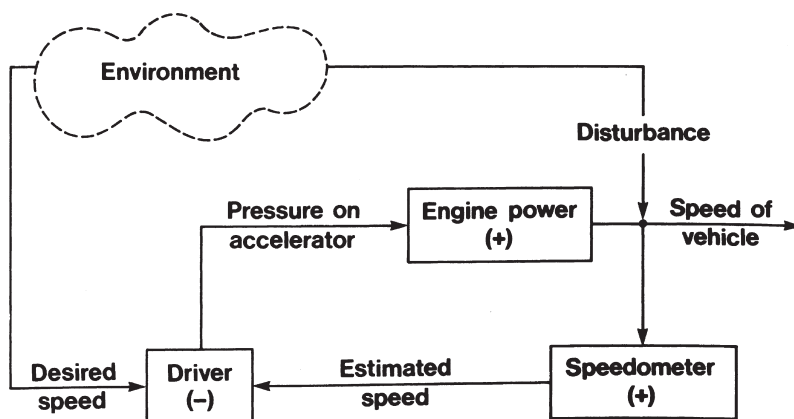 Environment
Disturbance
Pressure on
accelerator
Engine power
(+)
Speed of
vehicle
Desired
speed
Driver
(–)
Estimated
speed
Speedometer
(+)